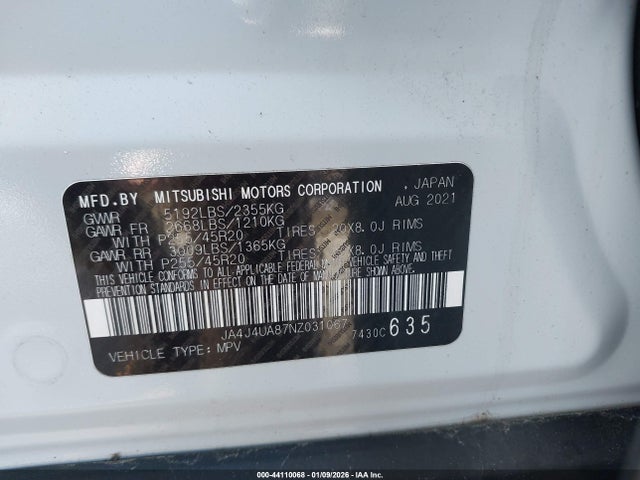 MFD.BY MITSUBISHI MOTORS CORPORATION . JAPAN
GVWR 5192LBS/2355KG AUG 2021
GAWR FR 2668LBS/1210KG
WITH P255/45R20 TIRES: 20X8.0J RIMS
GAWR RR 3009LBS/1365KG
WITH P255/45R20 TIRES: 20X8.0J RIMS
THIS VEHICLE CONFORMS TO ALL APPLICABLE FEDERAL MOTOR VEHICLE SAFETY AND THEFT
PREVENTION STANDARDS IN EFFECT ON THE DATE OF MANUFACTURE SHOWN ABOVE.
JA4J4UA87NZ031067
7430C 635
VEHICLE TYPE: MPV
000-44110068 | 01/09/2026 - IAA Inc.